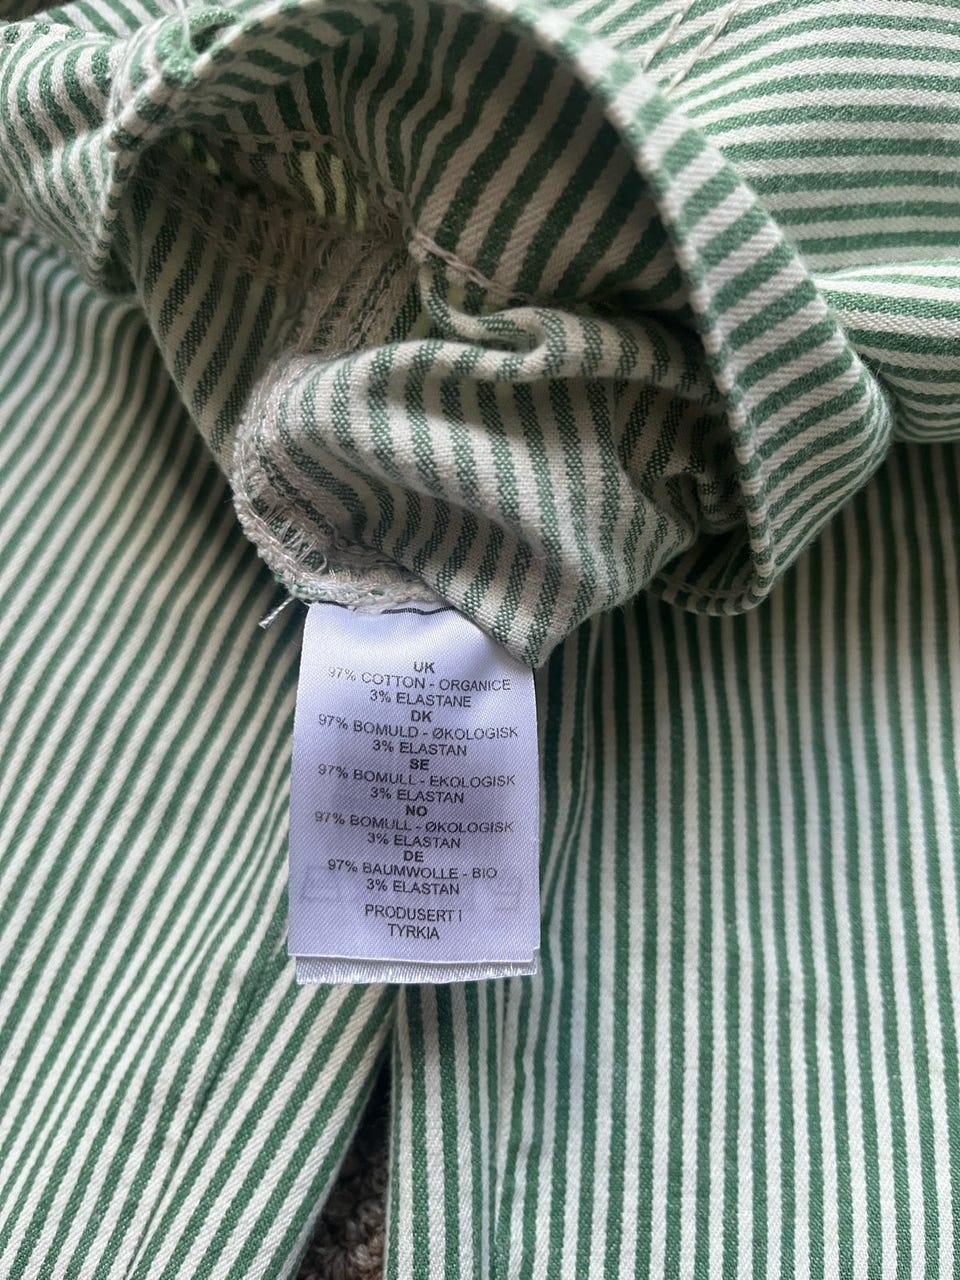 UK
97% COTTON - ORGANICE
3% ELASTANE
DK
97% BOMULD - ØKOLOGISK
3% ELASTAN
SE
97% BOMULL - EKOLOGISK
3% ELASTAN
NO
97% BOMULL - ØKOLOGISK
3% ELASTAN
DE
97% BAUMWOLLE - BIO
3% ELASTAN
PRODUSERT I
TYRKIA